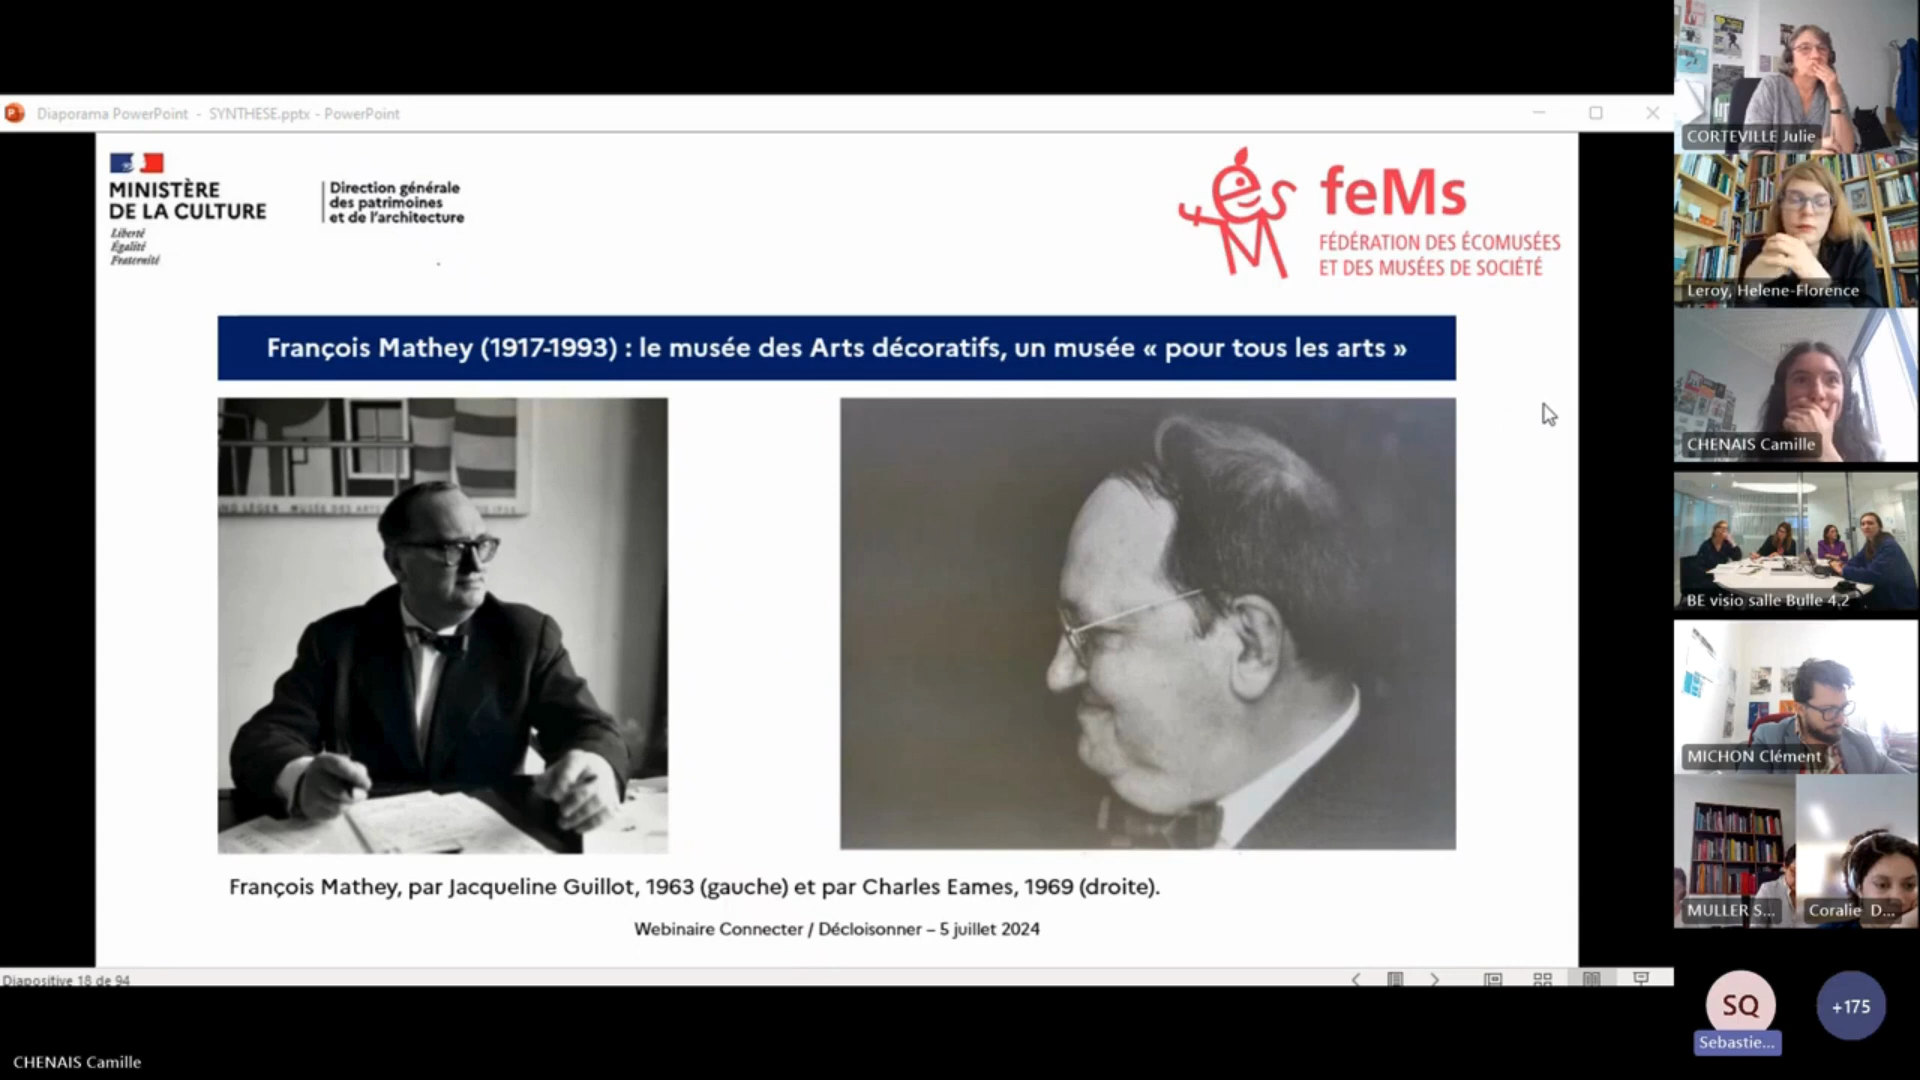 Diaporama PowerPoint - SYNTHESE.pptx - PowerPoint
MINISTÈRE
DE LA CULTURE
Liberté
Égalité
Fraternité
Direction générale
des patrimoines
et de l'architecture
feMs
FÉDÉRATION DES ÉCOMUSÉES
ET DES MUSÉES DE SOCIÉTÉ
François Mathey (1917-1993) : le musée des Arts décoratifs, un musée « pour tous les arts »
LÉGER MUSÉE DES
François Mathey, par Jacqueline Guillot, 1963 (gauche) et par Charles Eames, 1969 (droite).
Webinaire Connecter / Décloisonner – 5 juillet 2024
Diapositive 18 de 94
CHENAIS Camille
CORTEVILLE Julie
Leroy, Helene-Florence
CHENAIS Camille
BE visio salle Bulle 4.2
MICHON Clément
MULLER S...
Coralie D...
SQ
Sebastie...
+175